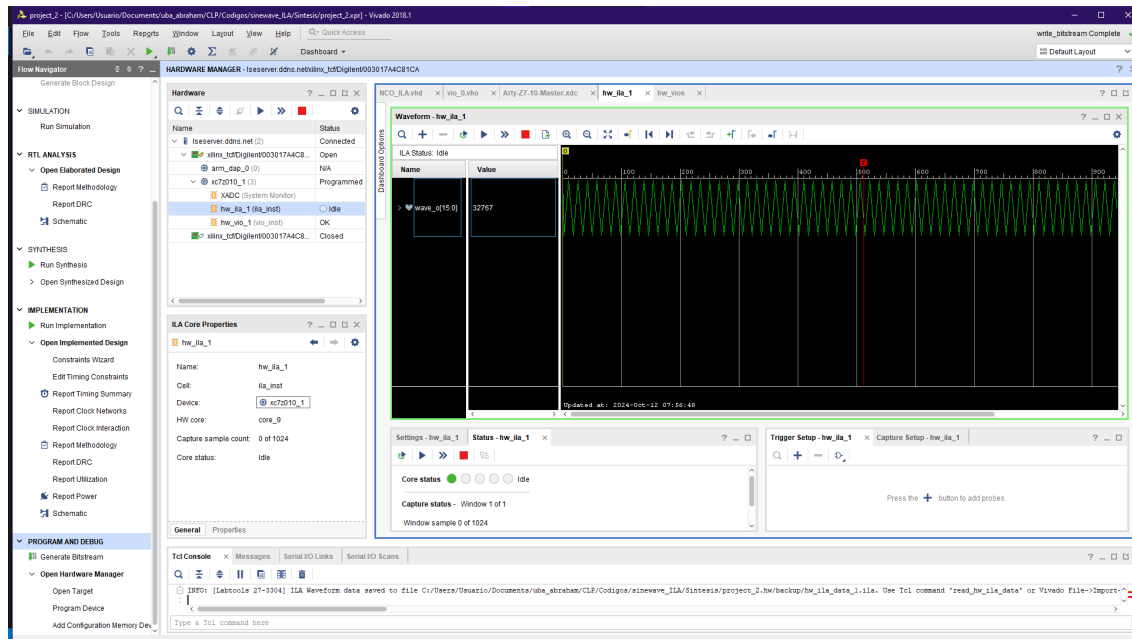 project_2 - [C:/Users/Usuario/Documents/uba_abraham/CLP/Codigos/sinewave_ILA/Sintesis/project_2.xpr] - Vivado 2018.1
File Edit Flow Tools Reports Window Layout View Help Quick Access
write_bitstream Complete
Dashboard
Default Layout
Flow Navigator
Generate Block Design
SIMULATION
Run Simulation
RTL ANALYSIS
Open Elaborated Design
Report Methodology
Report DRC
Schematic
SYNTHESIS
Run Synthesis
Open Synthesized Design
IMPLEMENTATION
Run Implementation
Open Implemented Design
Constraints Wizard
Edit Timing Constraints
Report Timing Summary
Report Clock Networks
Report Clock Interaction
Report Methodology
Report DRC
Report Utilization
Report Power
Schematic
PROGRAM AND DEBUG
Generate Bitstream
Open Hardware Manager
Open Target
Program Device
Add Configuration Memory Dev
HARDWARE MANAGER - lseserver.ddns.net/xilinx_tcf/Digilent/003017A4C81CA
Hardware
Name Status
lseserver.ddns.net (2) Connected
xilinx_tcf/Digilent/003017A4C8... Open
arm_dap_0 (0) N/A
xc7z010_1 (3) Programmed
XADC (System Monitor)
hw_ila_1 (ila_inst) Idle
hw_vio_1 (vio_inst) OK
xilinx_tcf/Digilent/003017A4C8... Closed
ILA Core Properties
hw_ila_1
Name: hw_ila_1
Cell: ila_inst
Device: xc7z010_1
HW core: core_9
Capture sample count: 0 of 1024
Core status: Idle
General Properties
NCO_ILA.vhd vio_0.vbo Arty-Z7-10-Master.xdc hw_ila_1 hw_vios
Dashboard Options
Waveform - hw_ila_1
ILA Status: Idle
Name Value
wave_o[15:0] 32767
0 100 200 300 400 500 600 700 800 900
Updated at: 2024-Oct-12 07:56:48
Settings - hw_ila_1 Status - hw_ila_1
Core status Idle
Capture status - Window 1 of 1
Window sample 0 of 1024
Trigger Setup - hw_ila_1 Capture Setup - hw_ila_1
Press the + button to add probes.
Tcl Console Messages Serial I/O Links Serial I/O Scans
INFO: [Labtools 27-3304] ILA Waveform data saved to file C:/Users/Usuario/Documents/uba_abraham/CLP/Codigos/sinewave_ILA/Sintesis/project_2.hw/backup/hw_ila_data_1.ila. Use Tcl command 'read_hw_ila_data' or Vivado File->Import-
Type a Tcl command here